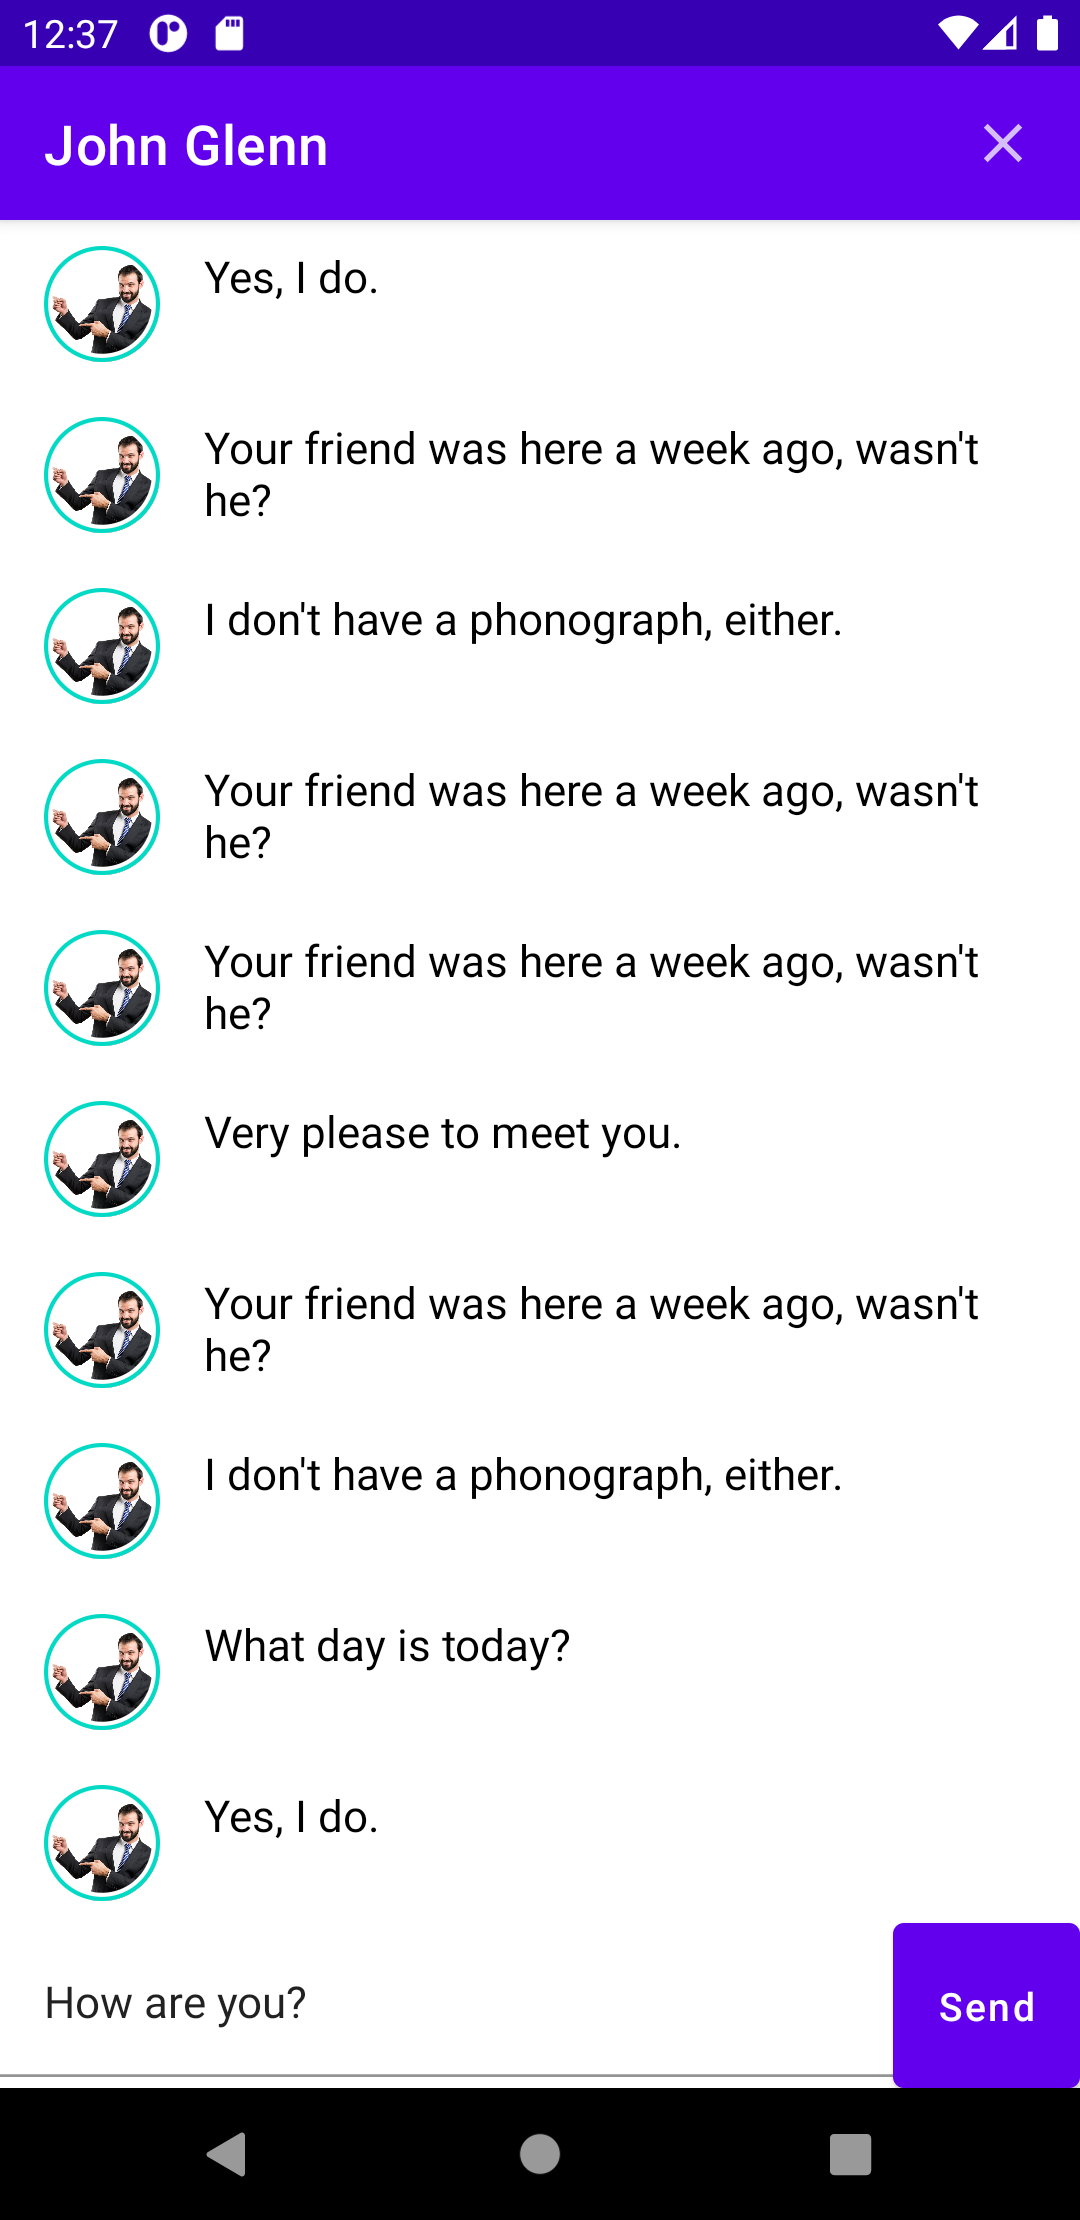 12:37
John Glenn
Yes, I do.
Your friend was here a week ago, wasn't
he?
I don't have a phonograph, either.
Your friend was here a week ago, wasn't
he?
Your friend was here a week ago, wasn't
he?
Very please to meet you.
Your friend was here a week ago, wasn't
he?
I don't have a phonograph, either.
What day is today?
Yes, I do.
How are you?
Send